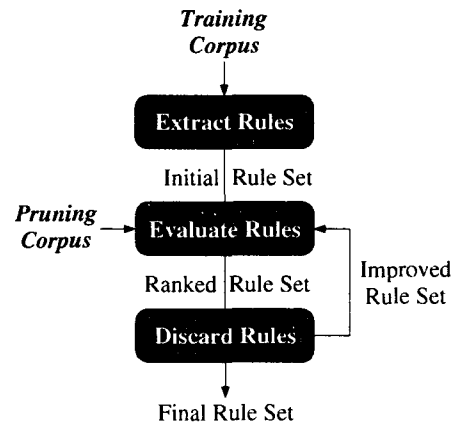 Training
Corpus
Extract Rules
Initial Rule Set
Pruning
Corpus
Evaluate Rules
Ranked Rule Set
Improved
Rule Set
Discard Rules
Final Rule Set